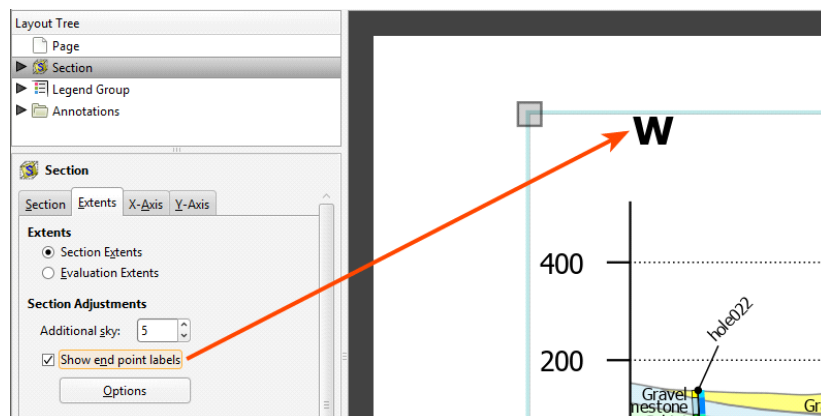 Layout Tree
Page
Section
Legend Group
Annotations
Section
Section Extents X-Axis Y-Axis
Extents
Section Extents
Evaluation Extents
Section Adjustments
Additional sky: 5
Show end point labels
Options
W
400
200
hole022
Gravel
mestone
Gr